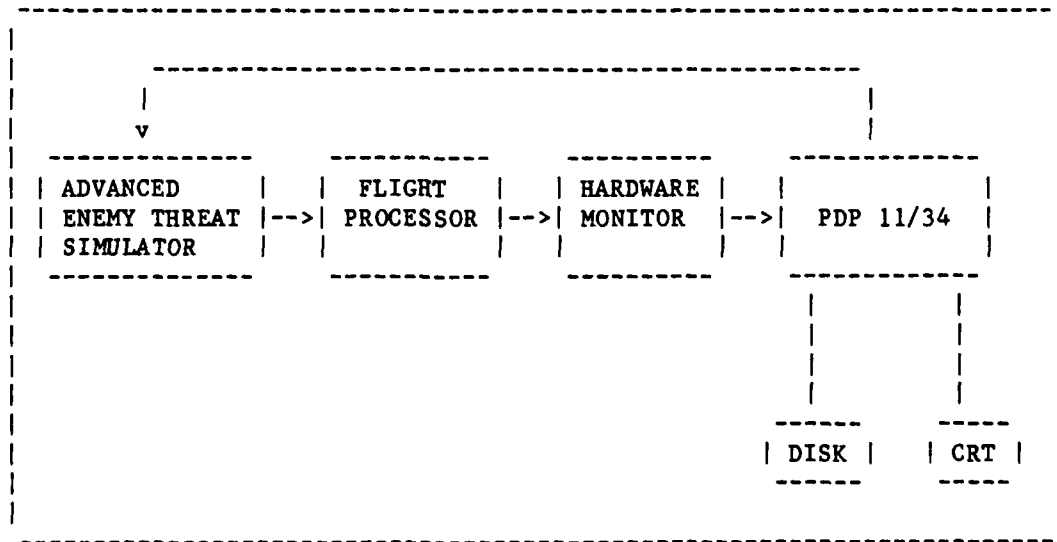 ADVANCED
ENEMY THREAT
SIMULATOR
FLIGHT
PROCESSOR
HARDWARE
MONITOR
PDP 11/34
DISK
CRT